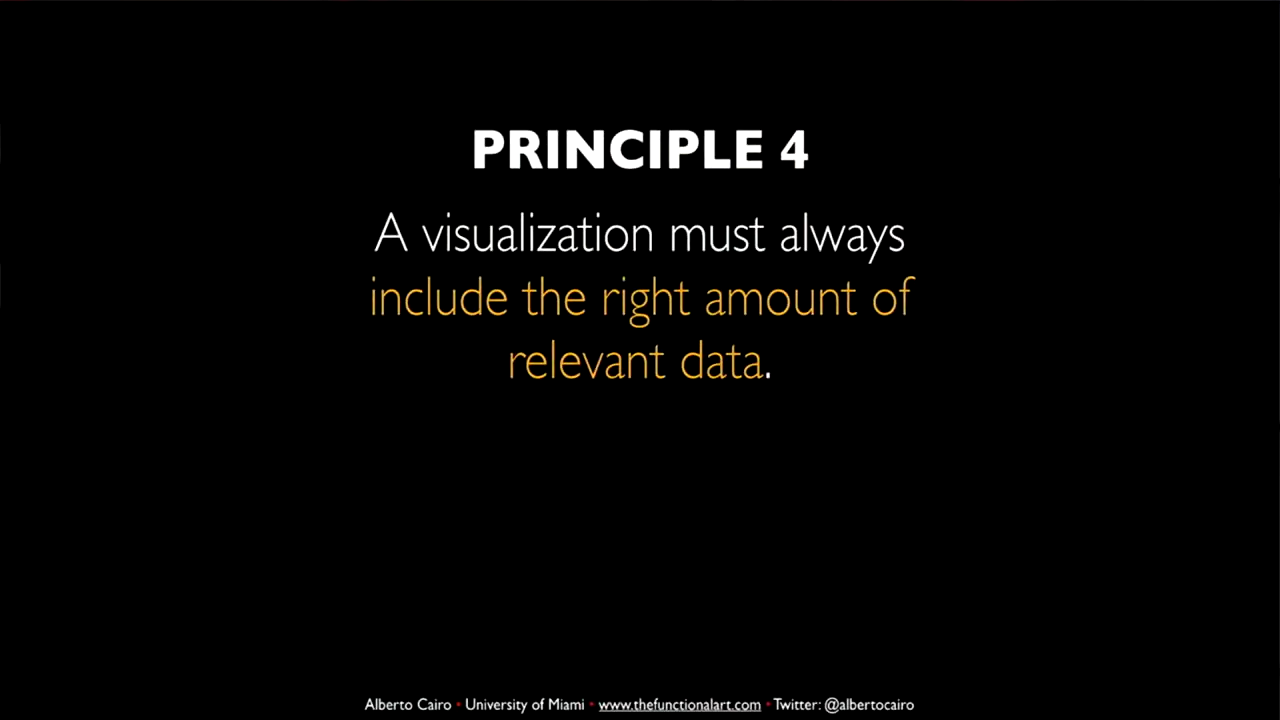 PRINCIPLE 4
A visualization must always
include the right amount of
relevant data.
Alberto Cairo • University of Miami • www.thefunctionalart.com • Twitter: @albertocairo